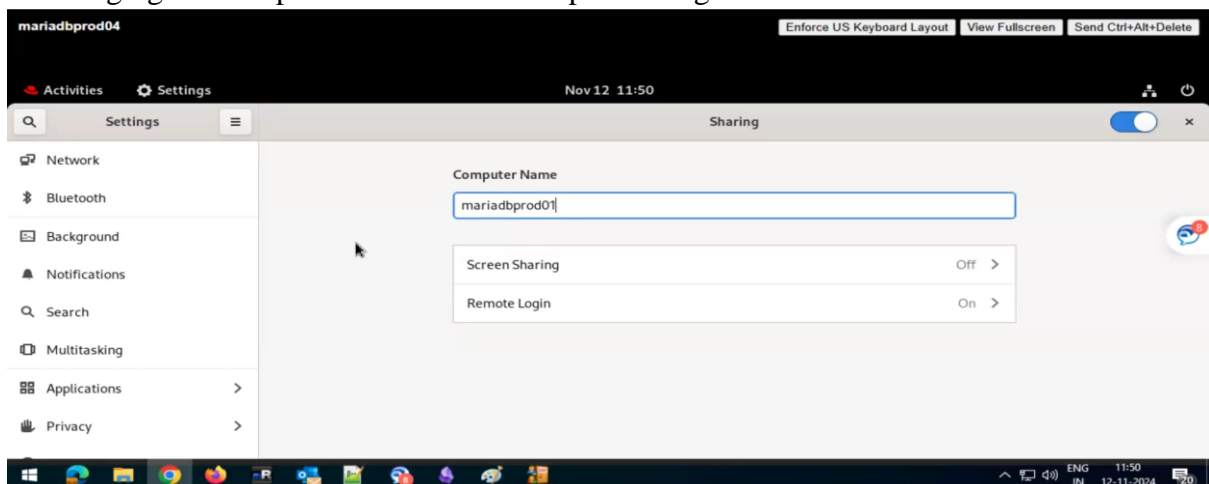 mariadbprod04
Enforce US Keyboard Layout View Fullscreen Send Ctrl+Alt+Delete
Activities Settings Nov 12 11:50
Settings Sharing
Network
Bluetooth
Background
Notifications
Search
Multitasking
Applications
Privacy
Computer Name
mariadbprod01
Screen Sharing Off
Remote Login On
8
R
ENG 11:50
IN 12-11-2024
20